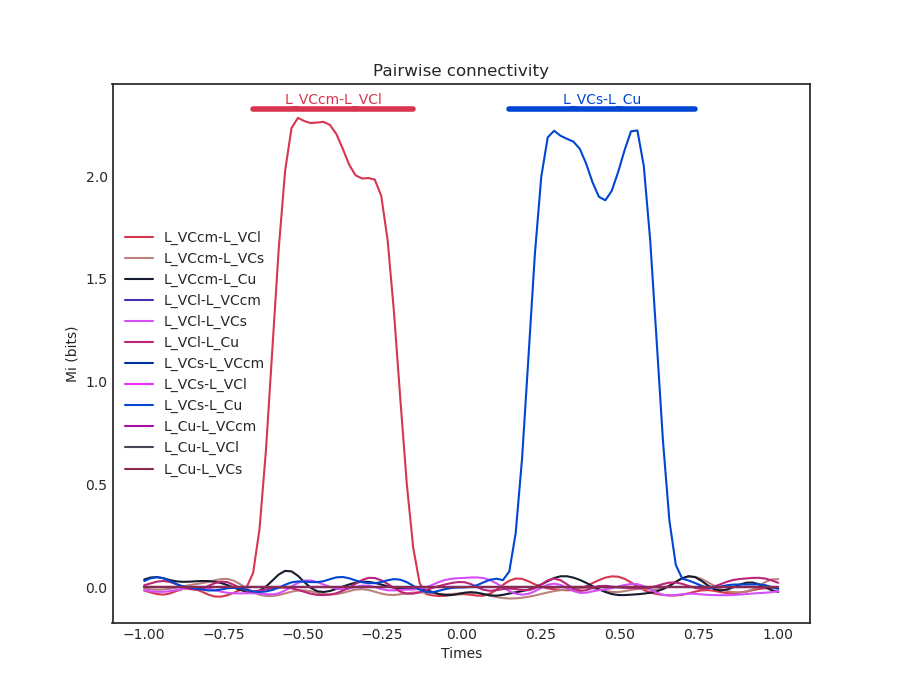 Pairwise connectivity
L_VCcm-L_VCl
L_VCs-L_Cu
2.0
1.5
1.0
0.5
0.0
Mi (bits)
L_VCcm-L_VCl
L_VCcm-L_VCs
L_VCcm-L_Cu
L_VCl-L_VCcm
L_VCl-L_VCs
L_VCl-L_Cu
L_VCs-L_VCcm
L_VCs-L_VCl
L_VCs-L_Cu
L_Cu-L_VCcm
L_Cu-L_VCl
L_Cu-L_VCs
−1.00 −0.75 −0.50 −0.25 0.00 0.25 0.50 0.75 1.00
Times